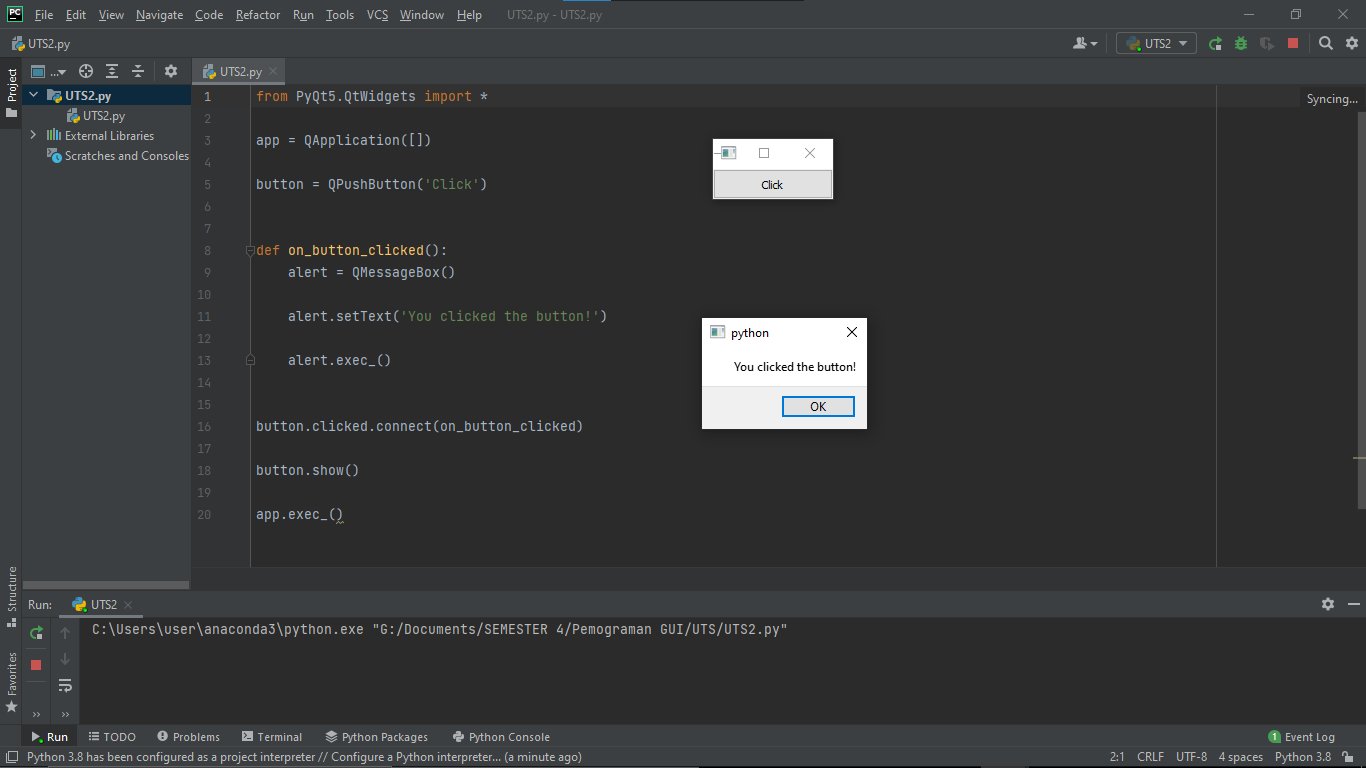 PC File Edit View Navigate Code Refactor Run Tools VCS Window Help UTS2.py - UTS2.py
UTS2.py
UTS2
Project
...
UTS2.py
UTS2.py
UTS2.py
External Libraries
Scratches and Consoles
Syncing...
1 from PyQt5.QtWidgets import *
2
3 app = QApplication([])
4
5 button = QPushButton('Click')
6
7
8 def on_button_clicked():
9 alert = QMessageBox()
10
11 alert.setText('You clicked the button!')
12
13 alert.exec_()
14
15
16 button.clicked.connect(on_button_clicked)
17
18 button.show()
19
20 app.exec_()
Click
python
You clicked the button!
OK
Structure
Favorites
Run: UTS2
C:\Users\user\anaconda3\python.exe "G:/Documents/SEMESTER 4/Pemograman GUI/UTS/UTS2.py"
Run TODO Problems Terminal Python Packages Python Console 1 Event Log
Python 3.8 has been configured as a project interpreter // Configure a Python interpreter... (a minute ago) 2:1 CRLF UTF-8 4 spaces Python 3.8